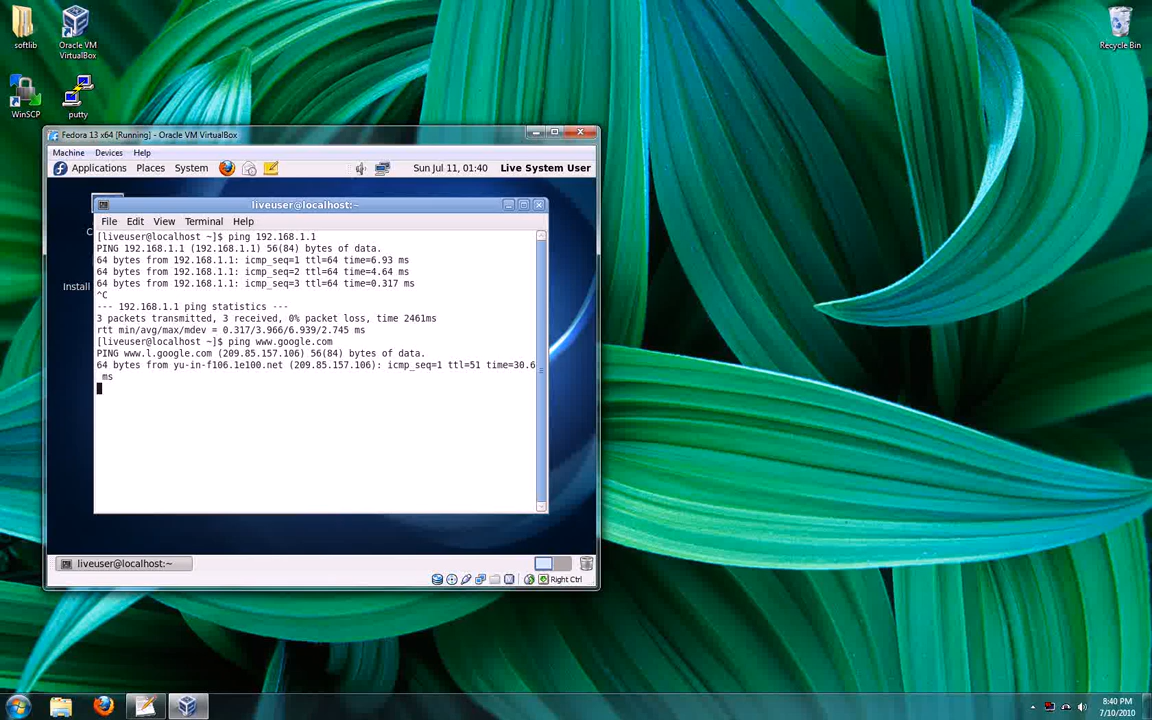 softlib
Oracle VM
VirtualBox
WinSCP
putty
Recycle Bin
Fedora 13 x64 [Running] - Oracle VM VirtualBox
Machine Devices Help
Applications Places System Sun Jul 11, 01:40 Live System User
C
Install
liveuser@localhost:~
File Edit View Terminal Help
[liveuser@localhost ~]$ ping 192.168.1.1
PING 192.168.1.1 (192.168.1.1) 56(84) bytes of data.
64 bytes from 192.168.1.1: icmp_seq=1 ttl=64 time=6.93 ms
64 bytes from 192.168.1.1: icmp_seq=2 ttl=64 time=4.64 ms
64 bytes from 192.168.1.1: icmp_seq=3 ttl=64 time=0.317 ms
^C
--- 192.168.1.1 ping statistics ---
3 packets transmitted, 3 received, 0% packet loss, time 2461ms
rtt min/avg/max/mdev = 0.317/3.966/6.939/2.745 ms
[liveuser@localhost ~]$ ping www.google.com
PING www.l.google.com (209.85.157.106) 56(84) bytes of data.
64 bytes from yu-in-f106.1e100.net (209.85.157.106): icmp_seq=1 ttl=51 time=30.6
ms
liveuser@localhost:~
Right Ctrl
8:40 PM
7/10/2010